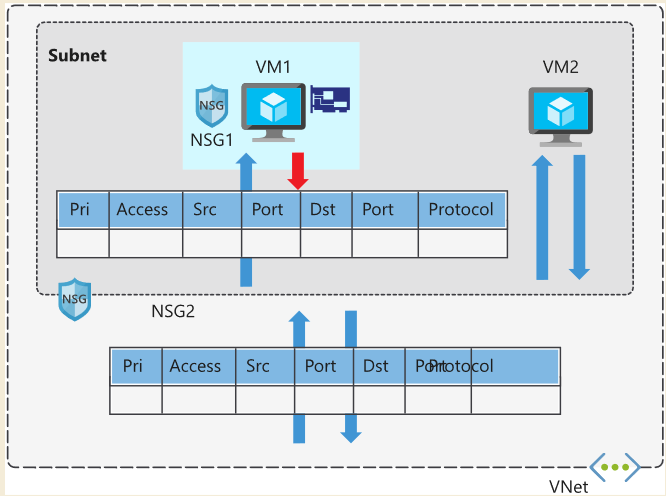 Subnet
VM1
VM2
NSG
NSG1
Pri Access Src Port Dst Port Protocol
NSG
NSG2
Pri Access Src Port Dst Port Protocol
VNet